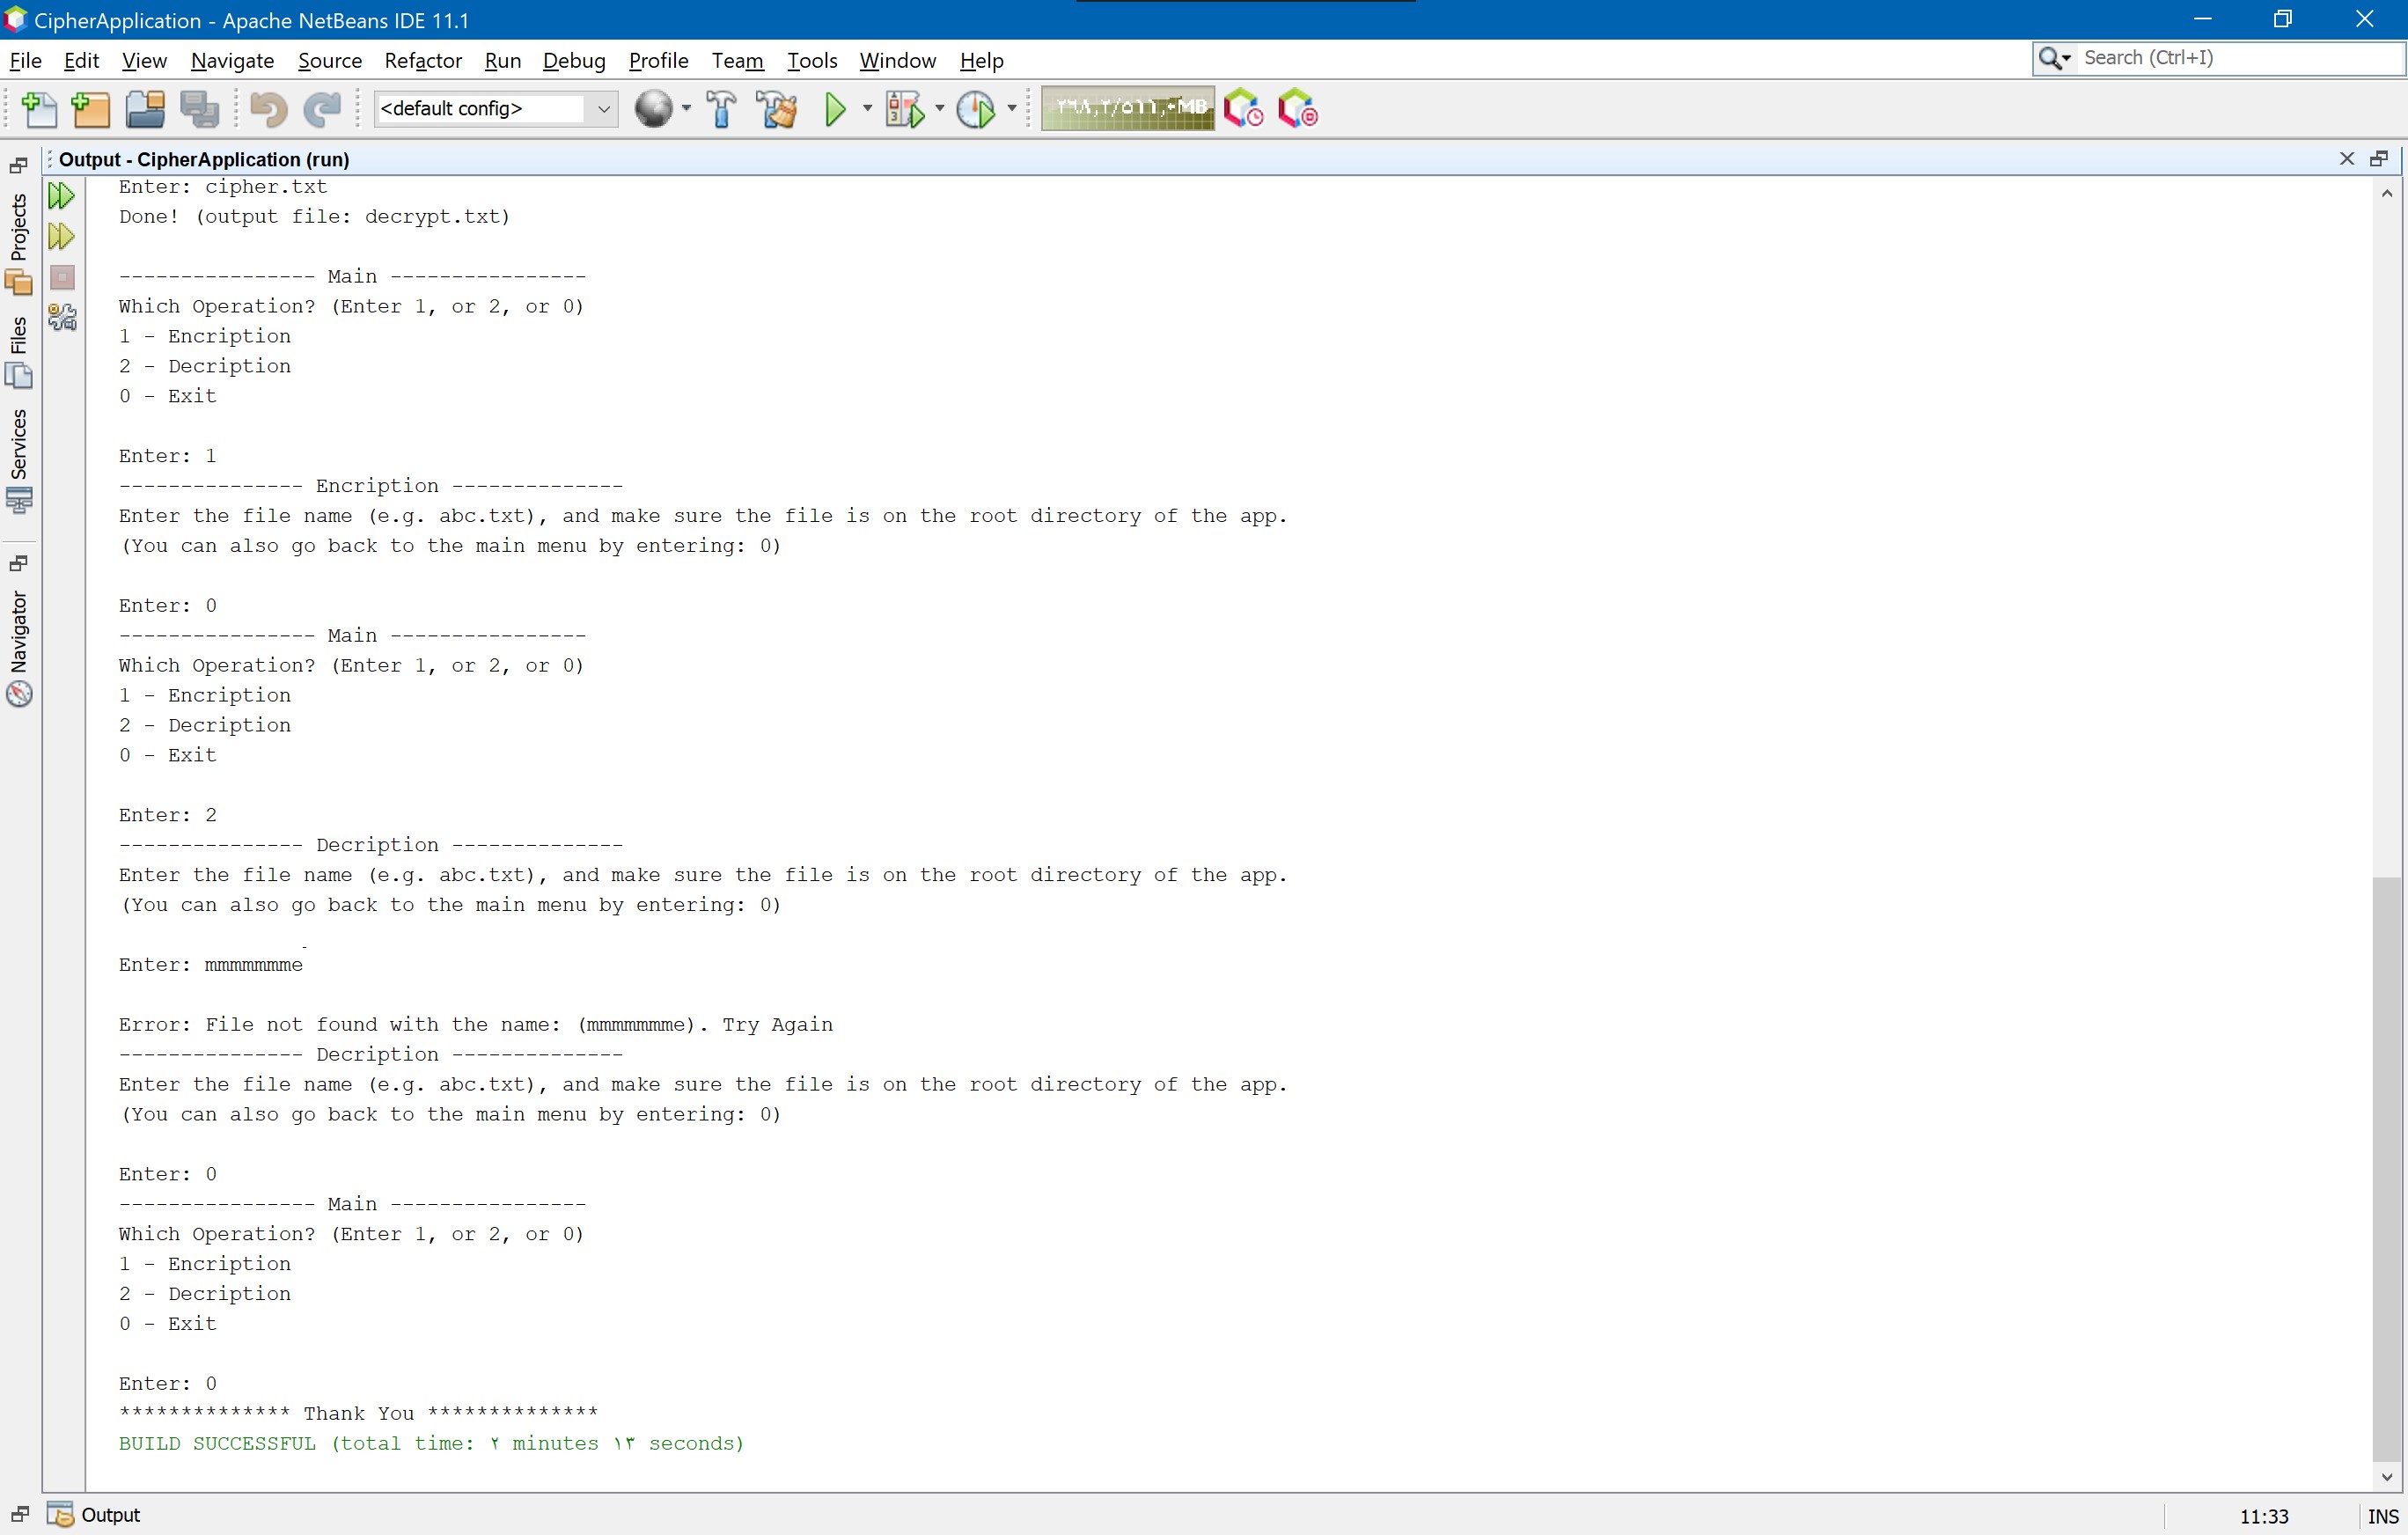 CipherApplication - Apache NetBeans IDE 11.1
File Edit View Navigate Source Refactor Run Debug Profile Team Tools Window Help
Search (Ctrl+I)
<default config>
٢٩٨,٢/٥١١,٠MB
Output - CipherApplication (run)
Projects
Files
Services
Navigator
Enter: cipher.txt
Done! (output file: decrypt.txt)
---------------- Main ----------------
Which Operation? (Enter 1, or 2, or 0)
1 - Encription
2 - Decription
0 - Exit
Enter: 1
--------------- Encription --------------
Enter the file name (e.g. abc.txt), and make sure the file is on the root directory of the app.
(You can also go back to the main menu by entering: 0)
Enter: 0
---------------- Main ----------------
Which Operation? (Enter 1, or 2, or 0)
1 - Encription
2 - Decription
0 - Exit
Enter: 2
--------------- Decription --------------
Enter the file name (e.g. abc.txt), and make sure the file is on the root directory of the app.
(You can also go back to the main menu by entering: 0)
Enter: mmmmmmme
Error: File not found with the name: (mmmmmmme). Try Again
--------------- Decription --------------
Enter the file name (e.g. abc.txt), and make sure the file is on the root directory of the app.
(You can also go back to the main menu by entering: 0)
Enter: 0
---------------- Main ----------------
Which Operation? (Enter 1, or 2, or 0)
1 - Encription
2 - Decription
0 - Exit
Enter: 0
************** Thank You **************
BUILD SUCCESSFUL (total time: ٢ minutes ١٣ seconds)
Output
11:33
INS